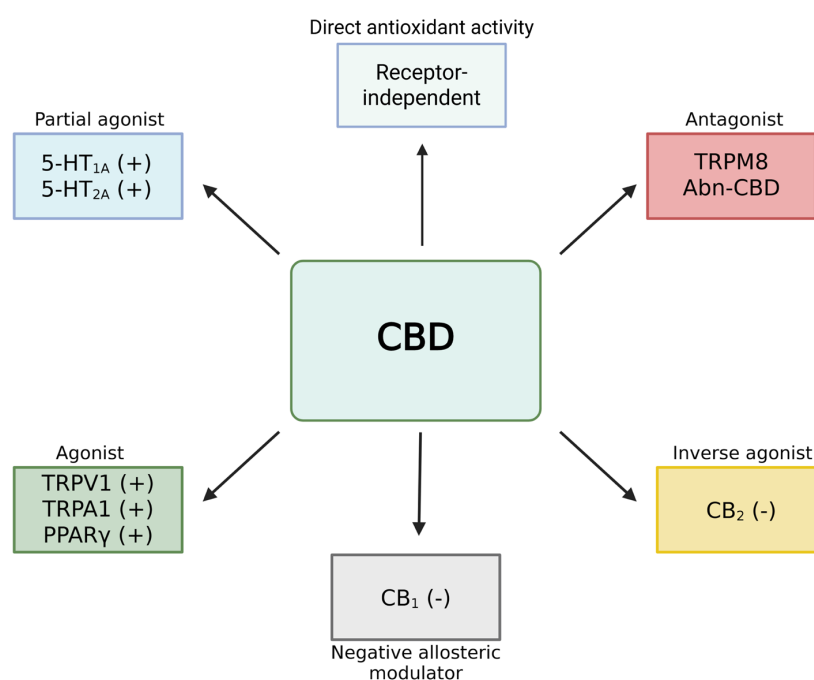 Direct antioxidant activity
Receptor-
independent
Partial agonist
5-HT₁ₐ (+)
5-HT₂ₐ (+)
Antagonist
TRPM8
Abn-CBD
CBD
Agonist
TRPV1 (+)
TRPA1 (+)
PPARγ (+)
Inverse agonist
CB₂ (-)
CB₁ (-)
Negative allosteric
modulator